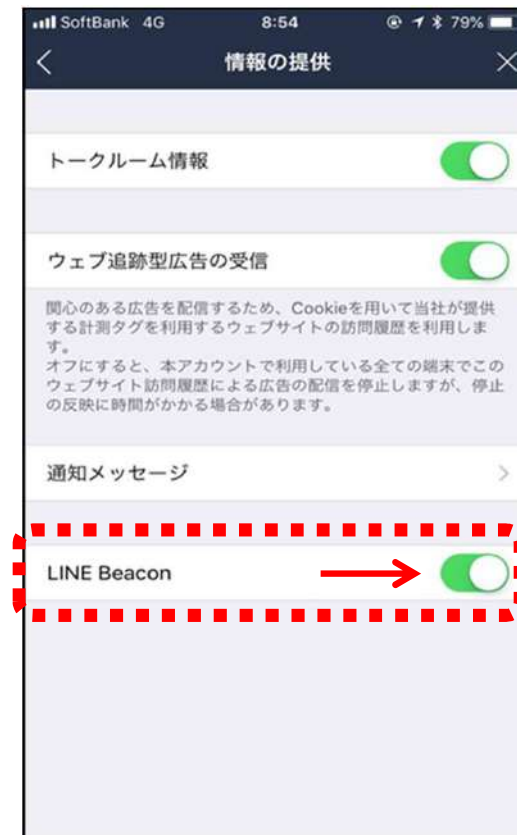 SoftBank 4G 8:54 79%
情報の提供
トークルーム情報
ウェブ追跡型広告の受信
関心のある広告を配信するため、Cookieを用いて当社が提供
する計測タグを利用するウェブサイトの訪問履歴を利用しま
す。
オフにすると、本アカウントで利用している全ての端末でこの
ウェブサイト訪問履歴による広告の配信を停止しますが、停止
の反映に時間がかかる場合があります。
通知メッセージ
LINE Beacon